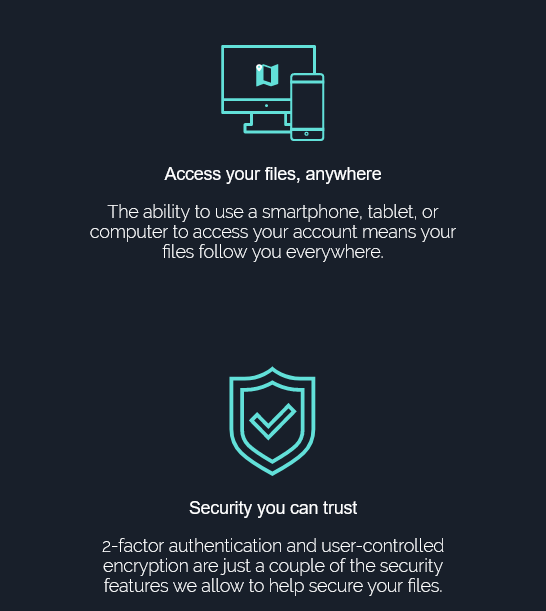 Access your files, anywhere
The ability to use a smartphone, tablet, or
computer to access your account means your
files follow you everywhere.
Security you can trust
2-factor authentication and user-controlled
encryption are just a couple of the security
features we allow to help secure your files.